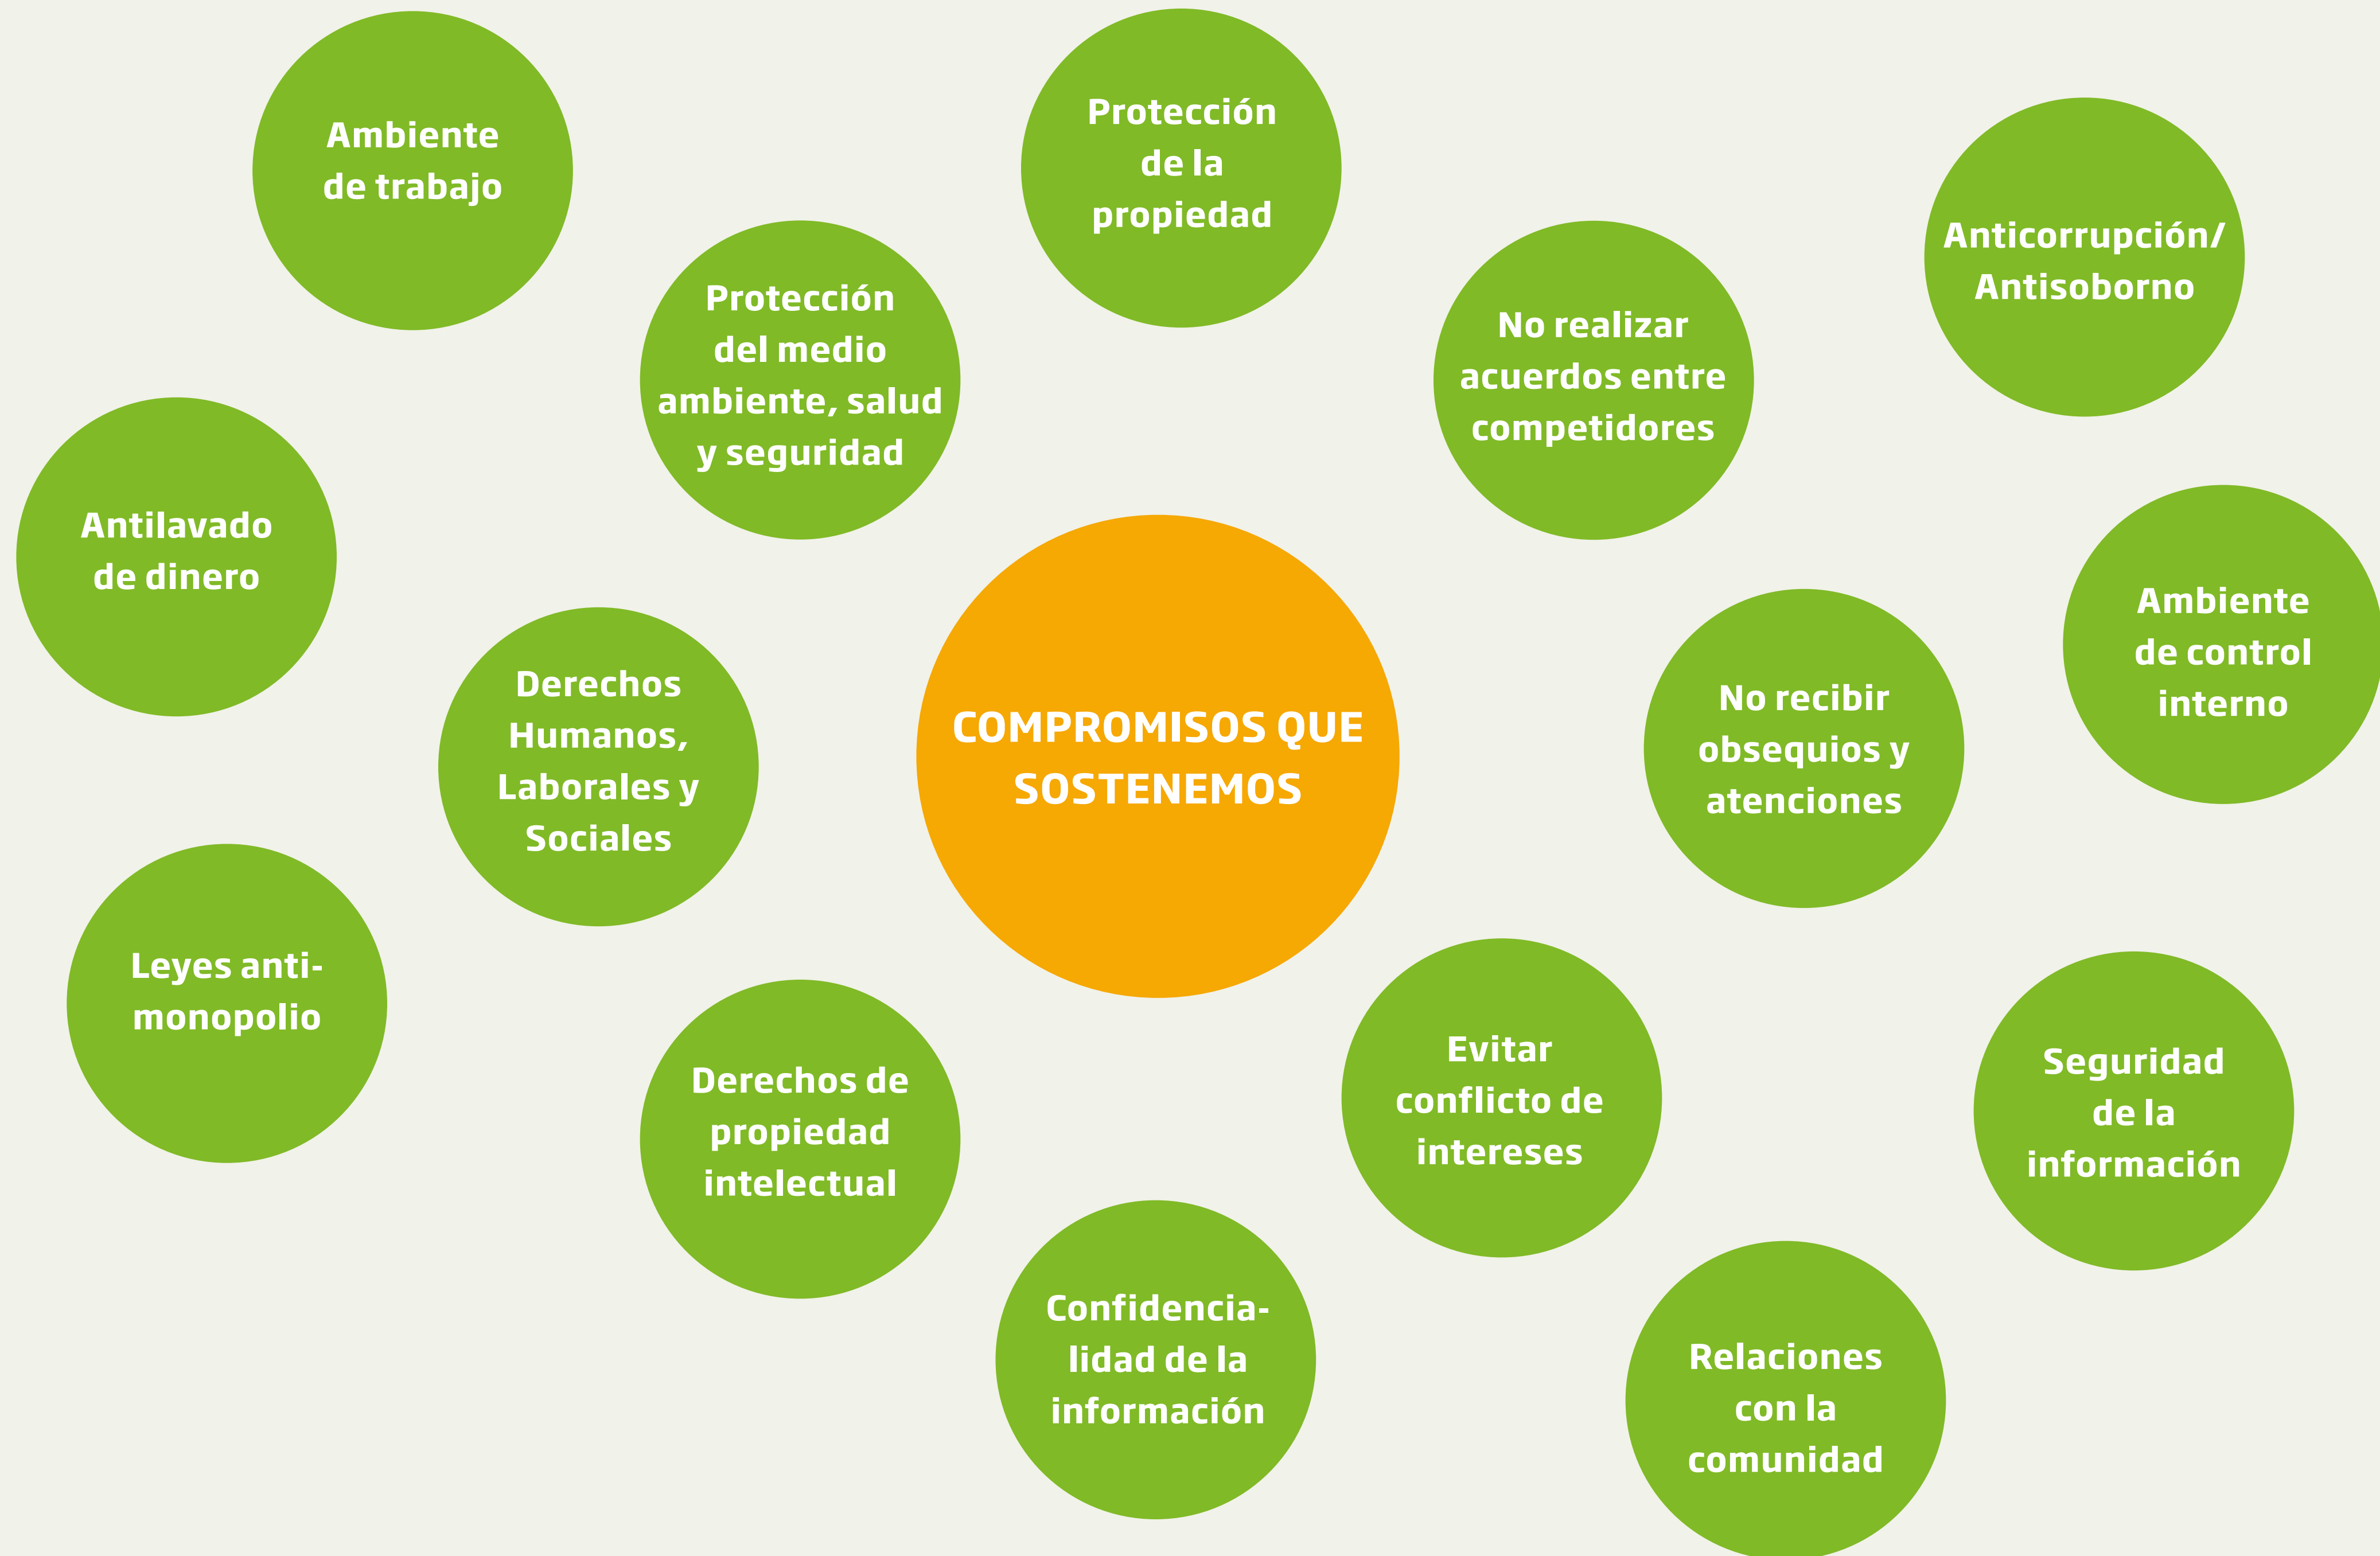 Ambiente
de trabajo
Protección
de la
propiedad
Anticorrupción/
Antisoborno
Protección
del medio
ambiente, salud
y seguridad
No realizar
acuerdos entre
competidores
Antilavado
de dinero
Ambiente
de control
interno
Derechos
Humanos,
Laborales y
Sociales
COMPROMISOS QUE
SOSTENEMOS
No recibir
obsequios y
atenciones
Leyes anti-
monopolio
Derechos de
propiedad
intelectual
Evitar
conflicto de
intereses
Seguridad
de la
información
Confidencia-
lidad de la
información
Relaciones
con la
comunidad